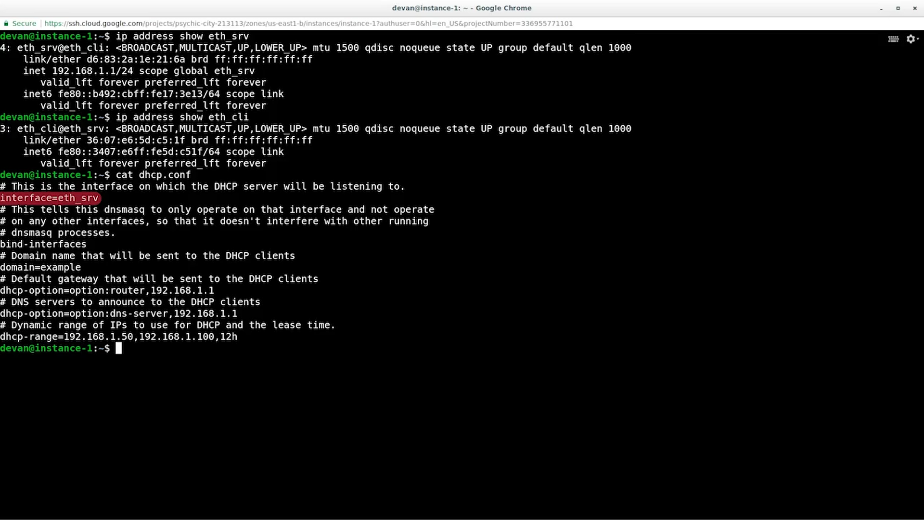 devan@instance-1: ~ - Google Chrome
Secure https://ssh.cloud.google.com/projects/psychic-city-213113/zones/us-east1-b/instances/instance-1?authuser=0&hl=en_US&projectNumber=336955771101
devan@instance-1:~$ ip address show eth_srv
4: eth_srv@eth_cli: <BROADCAST,MULTICAST,UP,LOWER_UP> mtu 1500 qdisc noqueue state UP group default qlen 1000
link/ether d6:83:2a:1e:21:6a brd ff:ff:ff:ff:ff:ff
inet 192.168.1.1/24 scope global eth_srv
valid_lft forever preferred_lft forever
inet6 fe80::b492:cbff:fe17:3e13/64 scope link
valid_lft forever preferred_lft forever
devan@instance-1:~$ ip address show eth_cli
3: eth_cli@eth_srv: <BROADCAST,MULTICAST,UP,LOWER_UP> mtu 1500 qdisc noqueue state UP group default qlen 1000
link/ether 36:07:e6:5d:c5:1f brd ff:ff:ff:ff:ff:ff
inet6 fe80::3407:e6ff:fe5d:c51f/64 scope link
valid_lft forever preferred_lft forever
devan@instance-1:~$ cat dhcp.conf
# This is the interface on which the DHCP server will be listening to.
interface=eth_srv
# This tells this dnsmasq to only operate on that interface and not operate
# on any other interfaces, so that it doesn't interfere with other running
# dnsmasq processes.
bind-interfaces
# Domain name that will be sent to the DHCP clients
domain=example
# Default gateway that will be sent to the DHCP clients
dhcp-option=option:router,192.168.1.1
# DNS servers to announce to the DHCP clients
dhcp-option=option:dns-server,192.168.1.1
# Dynamic range of IPs to use for DHCP and the lease time.
dhcp-range=192.168.1.50,192.168.1.100,12h
devan@instance-1:~$